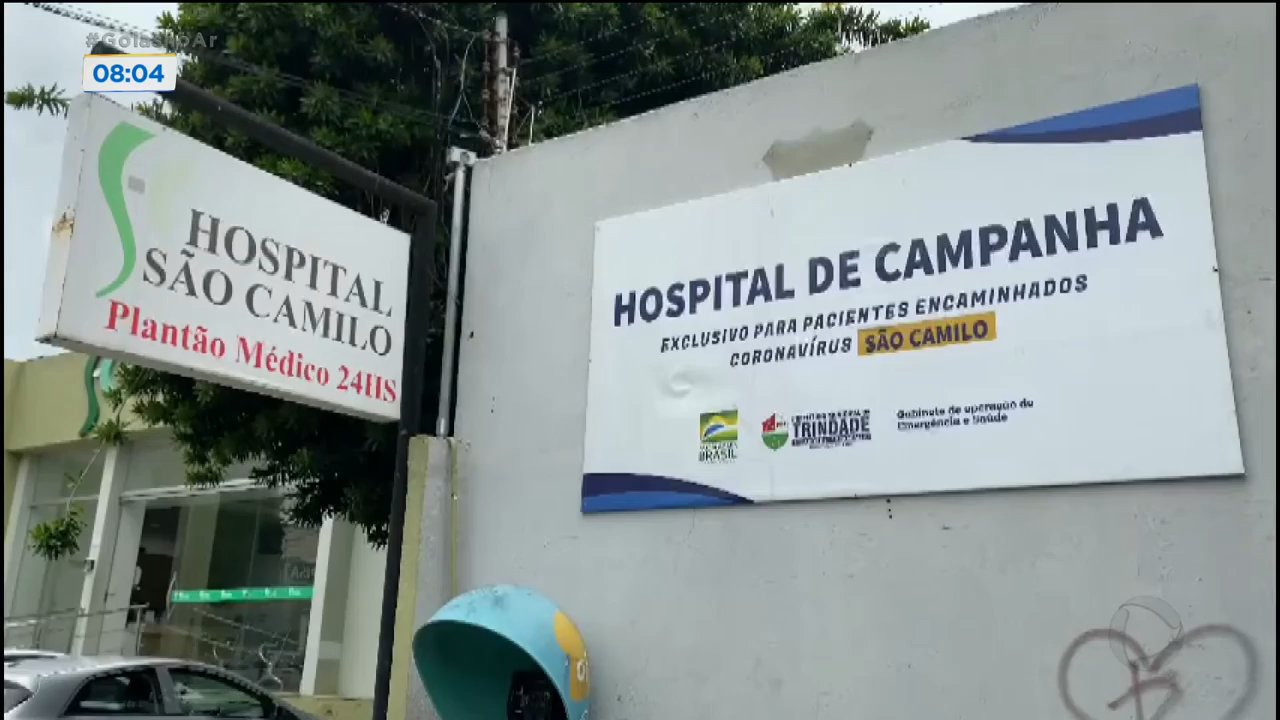 #GoiásNoAr
08:04
HOSPITAL
SÃO CAMILO
Plantão Médico 24HS
HOSPITAL DE CAMPANHA
EXCLUSIVO PARA PACIENTES ENCAMINHADOS
CORONAVÍRUS SÃO CAMILO
BRASIL
TRINDADE
Gabinete de operação de
Emergência e Saúde